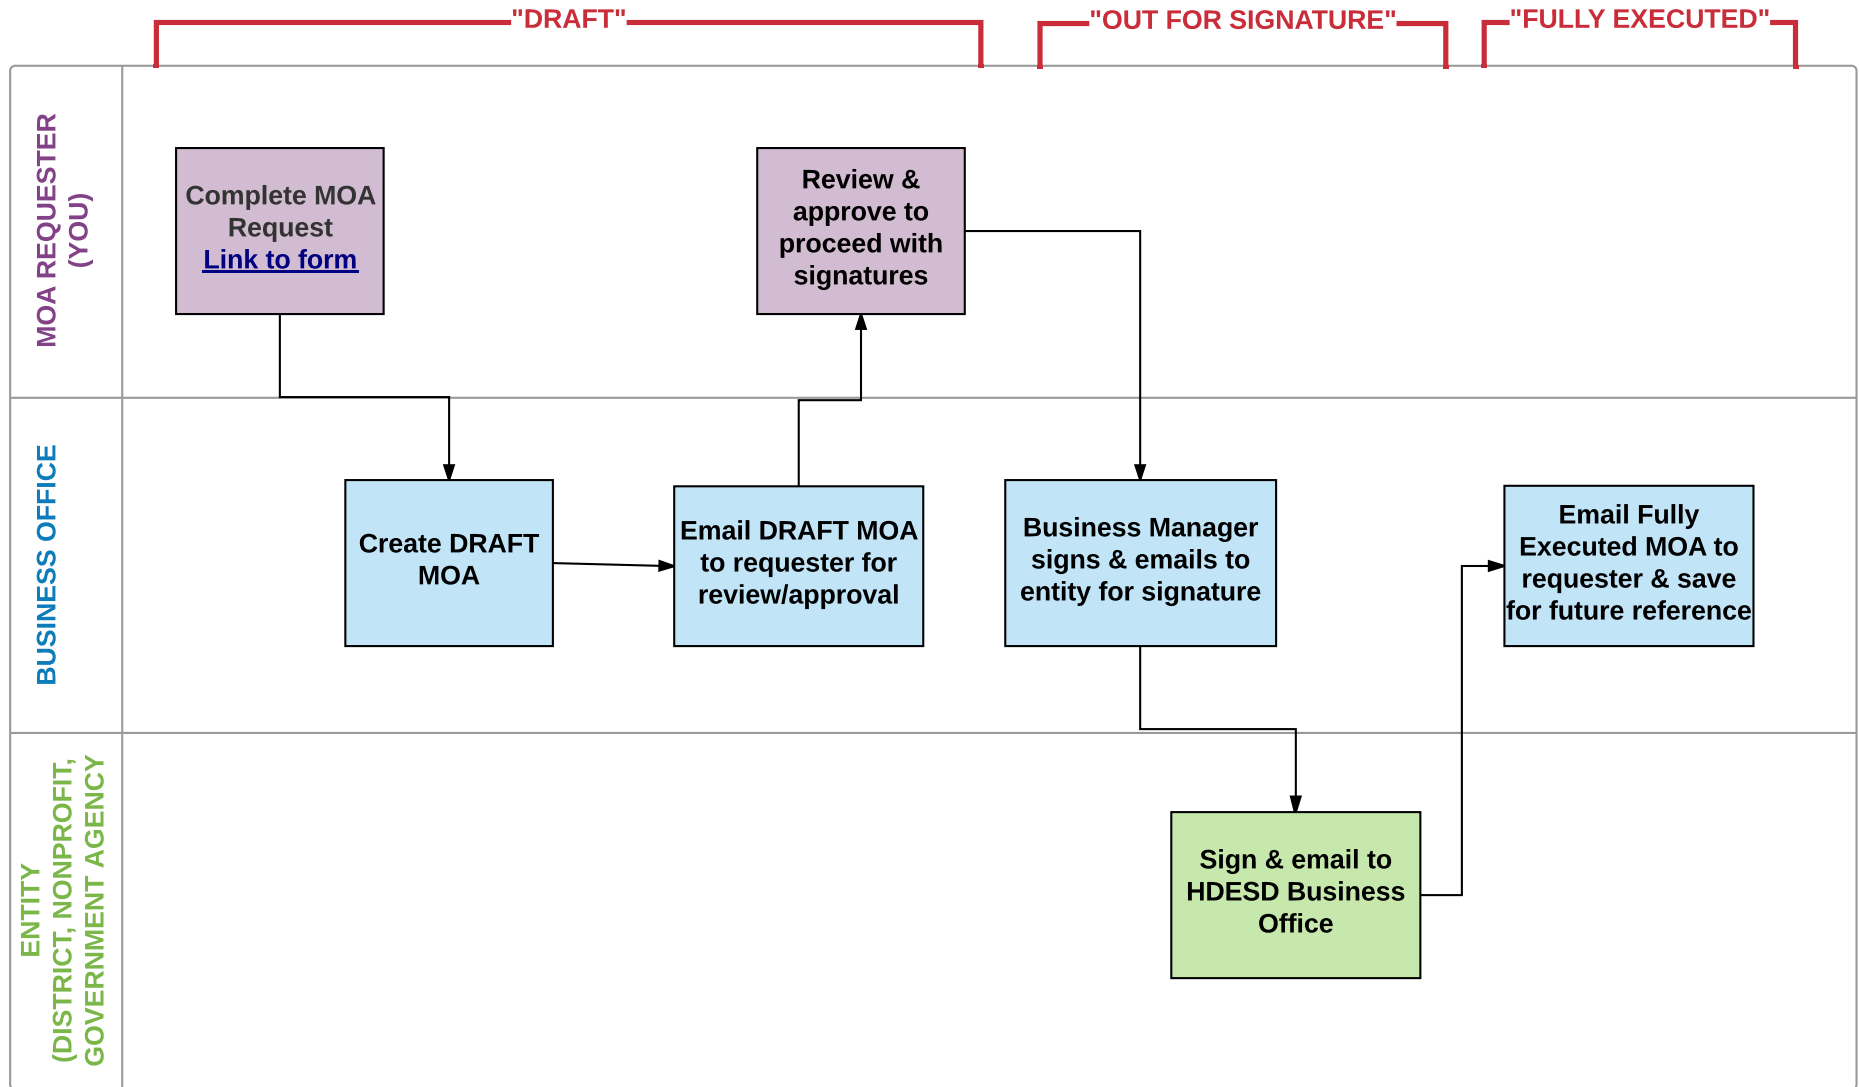 "DRAFT"
"OUT FOR SIGNATURE"
"FULLY EXECUTED"
MOA REQUESTER
(YOU)
Complete MOA
Request
Link to form
Review &
approve to
proceed with
signatures
BUSINESS OFFICE
Create DRAFT
MOA
Email DRAFT MOA
to requester for
review/approval
Business Manager
signs & emails to
entity for signature
Email Fully
Executed MOA to
requester & save
for future reference
ENTITY
(DISTRICT, NONPROFIT,
GOVERNMENT AGENCY
Sign & email to
HDESD Business
Office